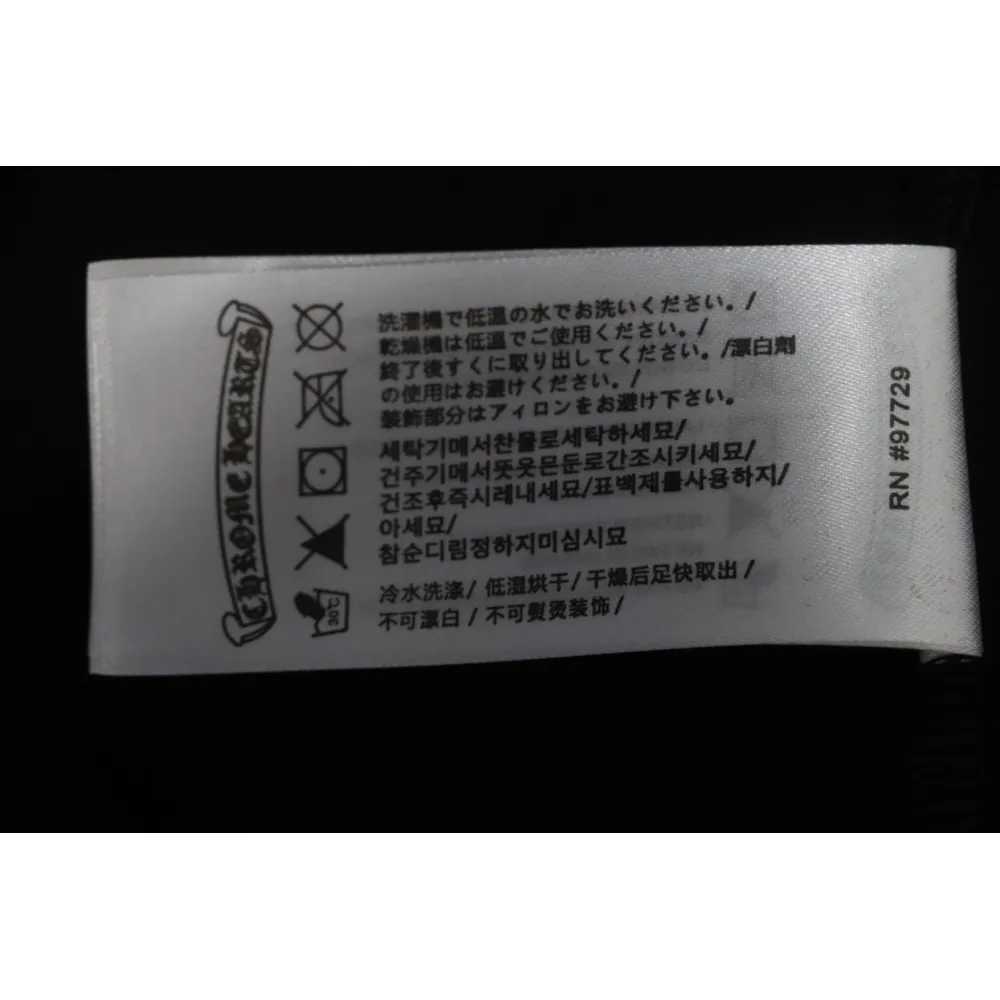 CHROME HEARTS
洗濯機で低温の水でお洗いください。/
乾燥機は低温でご使用ください。/
終了後すぐに取り出してください。/漂白剤
の使用はお避けください。/
装飾部分はアイロンをお避け下さい。
세탁기메서찬물로세탁하세묘/
건주기메서뜻옷믄둔로간조시키세묘/
건조후즉시레내세묘/표백제를사용하지/
아세묘/
참순디림정하지미심시묘
冷水洗涤/ 低湿烘干/ 干燥后足快取出 /
不可漂白 / 不可熨烫装饰 /
30℃
RN #97729